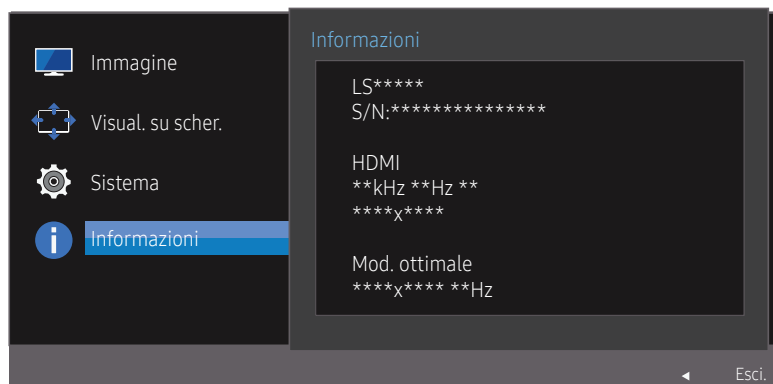 Immagine
Visual. su scher.
Sistema
Informazioni
Informazioni
LS*****
S/N:***************
HDMI
**kHz **Hz **
****x****
Mod. ottimale
****x**** **Hz
Esci.